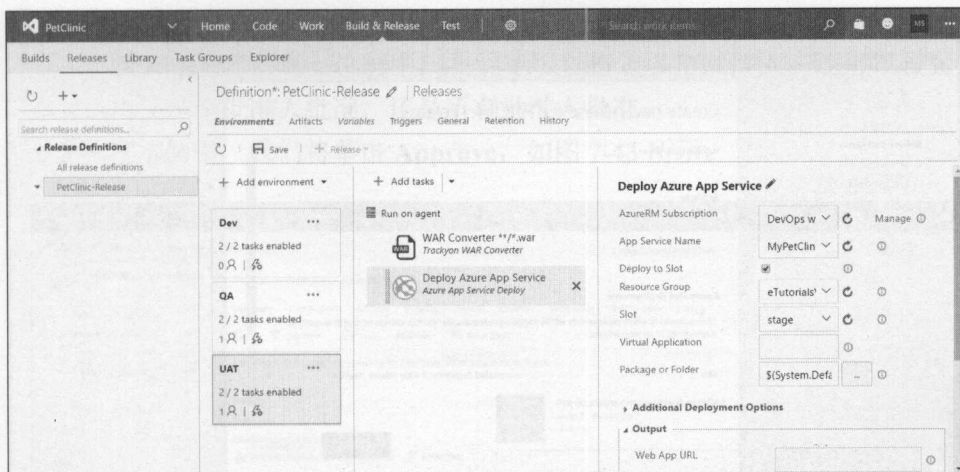 PetClinic Home Code Work Build & Release Test Search work items MS ...
Builds Releases Library Task Groups Explorer
Definition*: PetClinic-Release | Releases
Environments Artifacts Variables Triggers General Retention History
Search release definitions...
Save | + Release
Release Definitions
All release definitions
PetClinic-Release
+ Add environment
Dev ...
2 / 2 tasks enabled
0
QA ...
2 / 2 tasks enabled
1
UAT ...
2 / 2 tasks enabled
1
+ Add tasks
Run on agent
WAR
WAR Converter **/*.war
Trackyon WAR Converter
Deploy Azure App Service
Azure App Service Deploy
Deploy Azure App Service
AzureRM Subscription DevOps w Manage
App Service Name MyPetClin
Deploy to Slot
Resource Group eTutorials
Slot stage
Virtual Application
Package or Folder $(System.Defa ...
Additional Deployment Options
Output
Web App URL